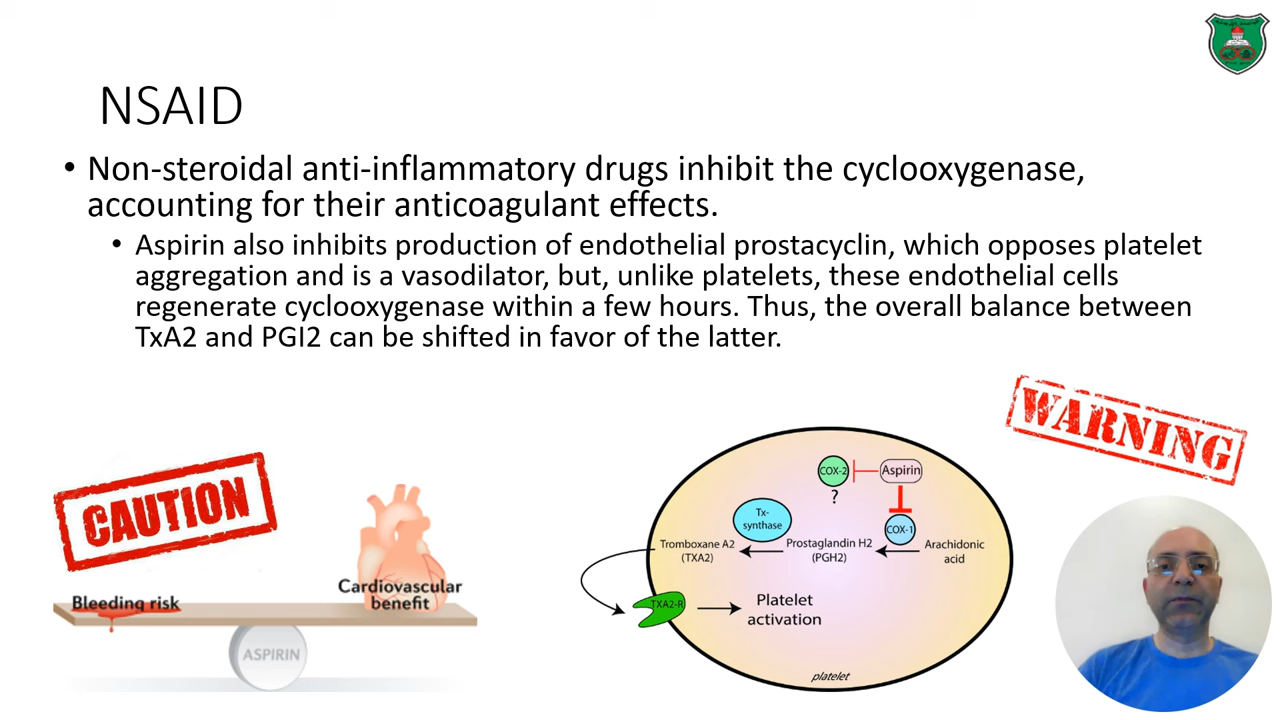 NSAID
• Non-steroidal anti-inflammatory drugs inhibit the cyclooxygenase,
accounting for their anticoagulant effects.
• Aspirin also inhibits production of endothelial prostacyclin, which opposes platelet
aggregation and is a vasodilator, but, unlike platelets, these endothelial cells
regenerate cyclooxygenase within a few hours. Thus, the overall balance between
TxA2 and PGI2 can be shifted in favor of the latter.
WARNING
CAUTION
Bleeding risk
Cardiovascular
benefit
ASPIRIN
COX-2
Aspirin
?
Tx-
synthase
COX-1
Tromboxane A2
(TXA2)
Prostaglandin H2
(PGH2)
Arachidonic
acid
TXA2-R
Platelet
activation
platelet